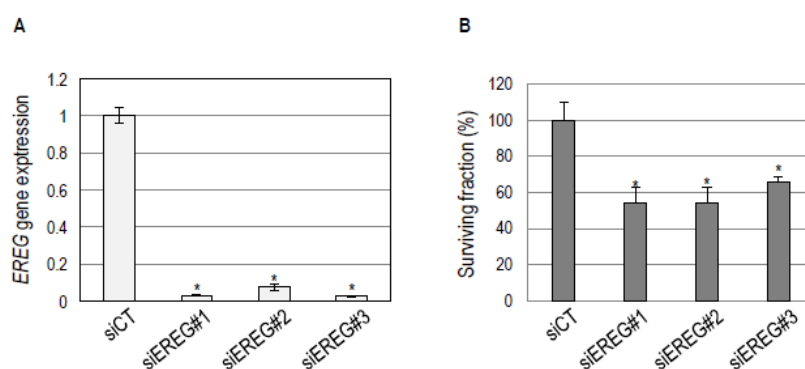 A
EREG gene exptression
1.2
1
0.8
0.6
0.4
0.2
0
*
*
*
siCT
siEREG#1
siEREG#2
siEREG#3
B
Surviving fraction (%)
120
100
80
60
40
20
0
*
*
*
siCT
siEREG#1
siEREG#2
siEREG#3